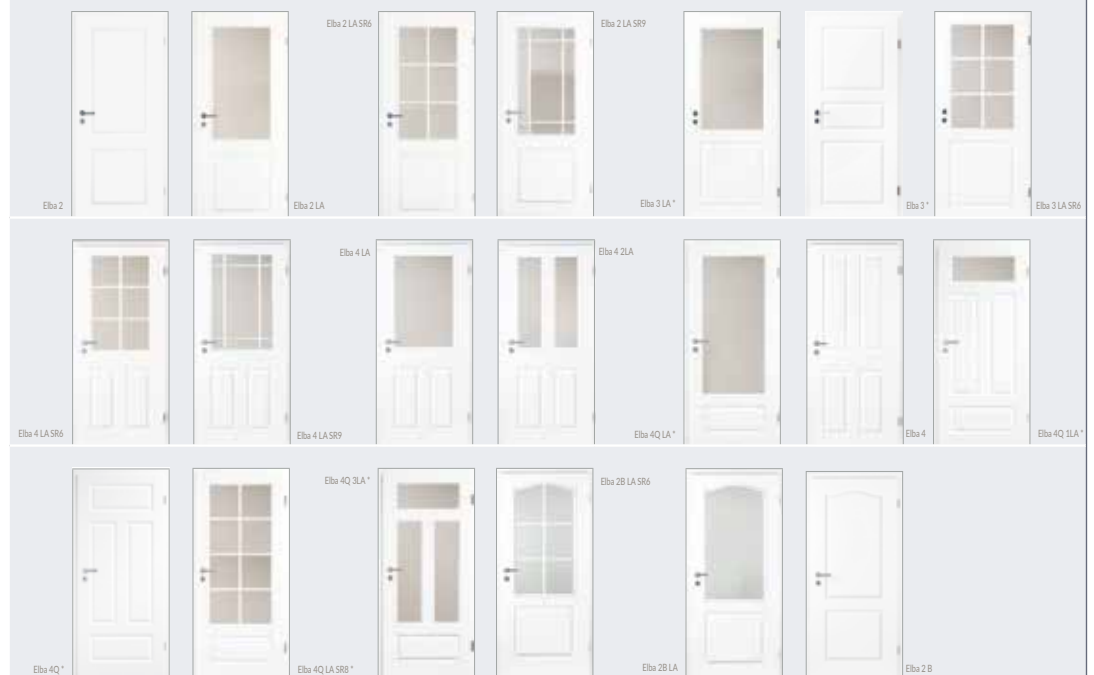 Elba 2
Elba 2 LA
Elba 2 LA SR6
Elba 2 LA SR9
Elba 3 LA *
Elba 3 *
Elba 3 LA SR6
Elba 4 LA SR6
Elba 4 LA SR9
Elba 4 LA
Elba 4 2LA
Elba 4Q LA *
Elba 4
Elba 4Q 1LA *
Elba 4Q *
Elba 4Q LA SR8 *
Elba 4Q 3LA *
Elba 2B LA SR6
Elba 2B LA
Elba 2 B